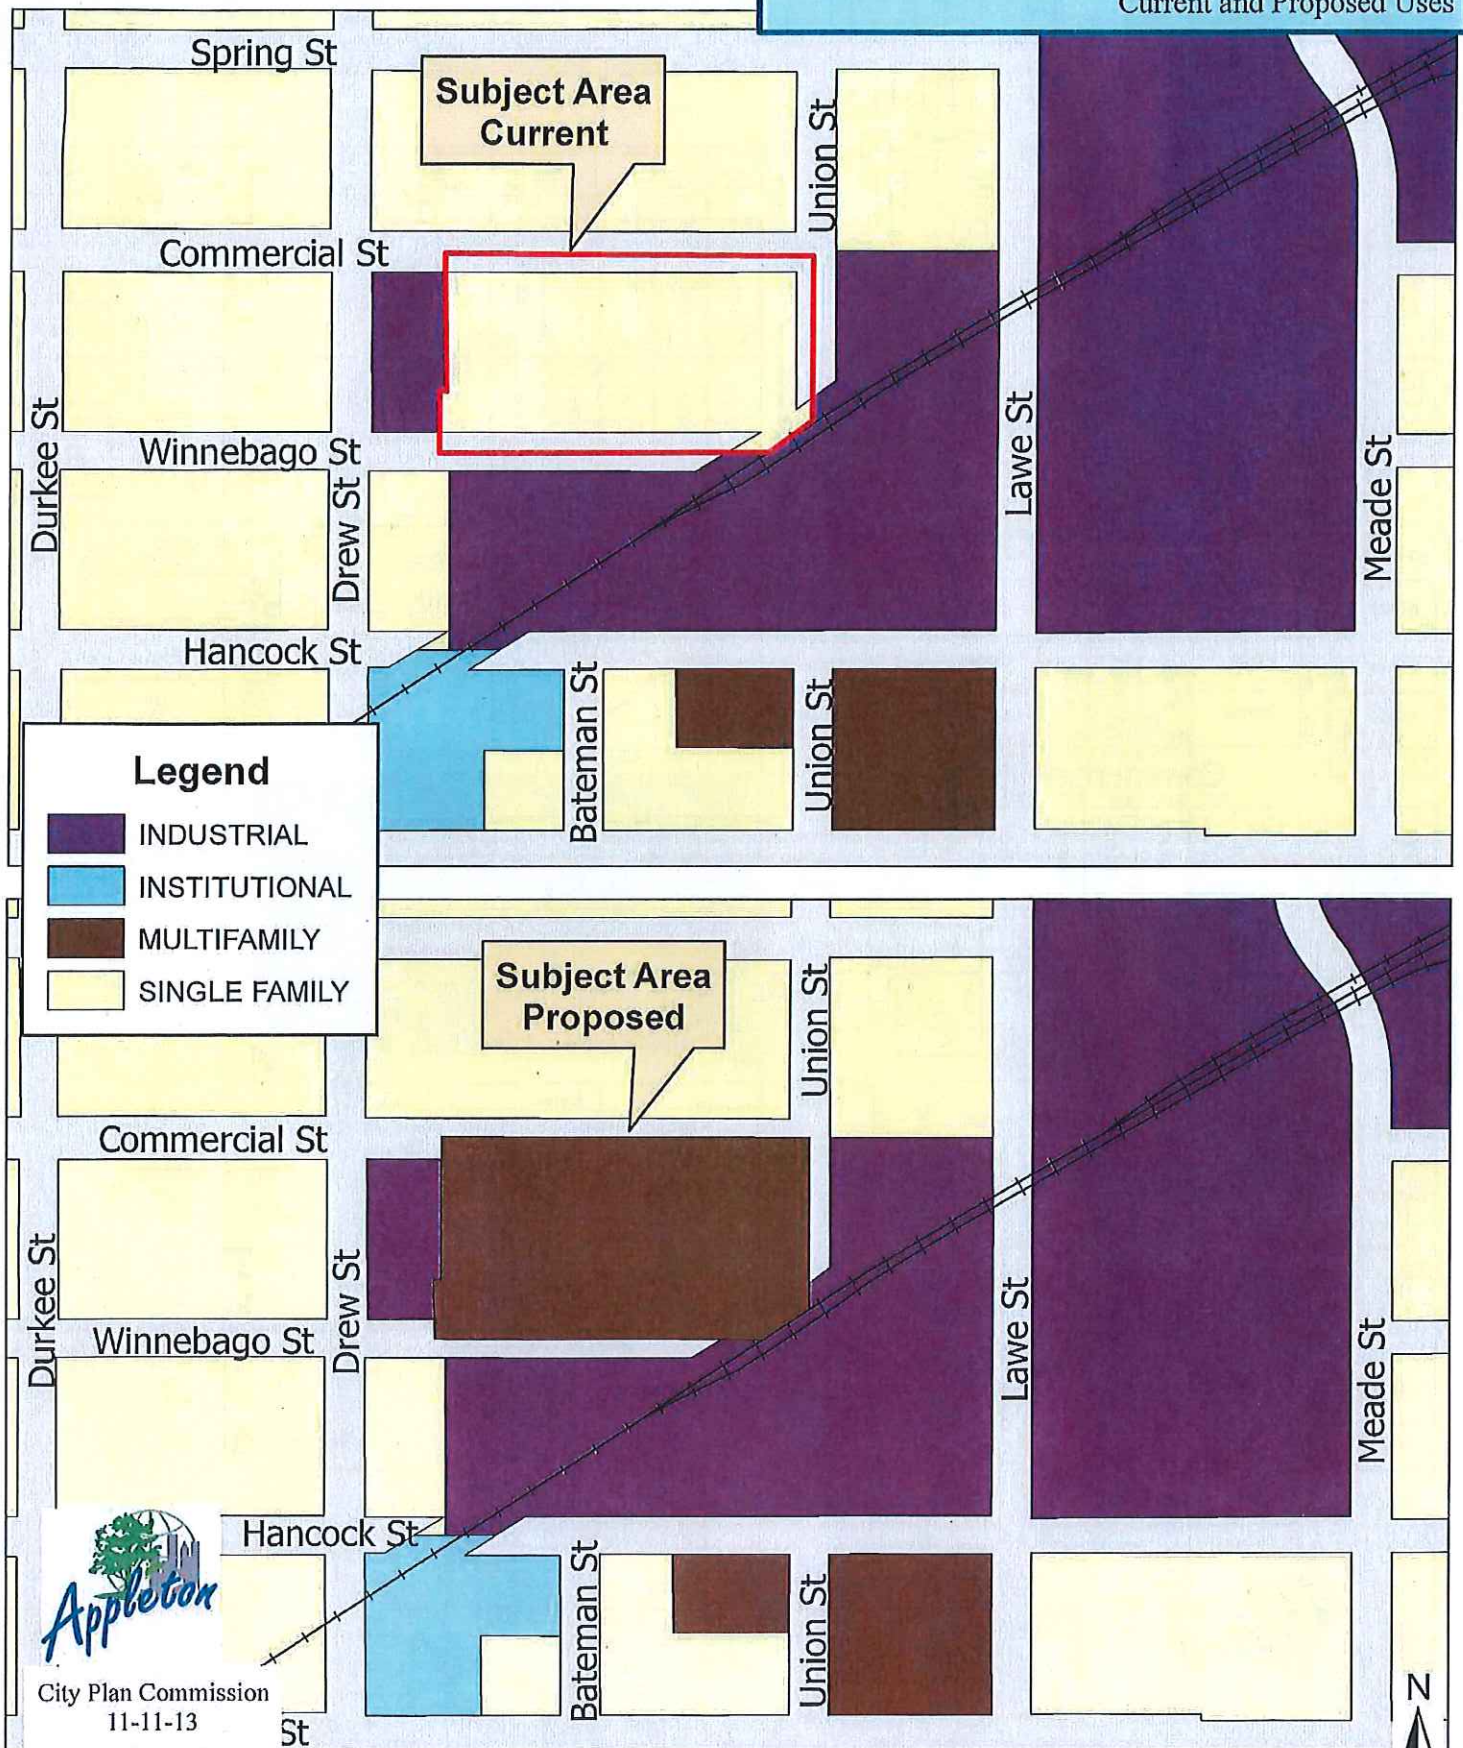 Current and Proposed Uses
Spring St
Subject Area
Current
Union St
Commercial St
Durkee St
Winnebago St
Drew St
Lawe St
Meade St
Hancock St
Bateman St
Union St
Legend
INDUSTRIAL
INSTITUTIONAL
MULTIFAMILY
SINGLE FAMILY
Subject Area
Proposed
Union St
Commercial St
Durkee St
Winnebago St
Drew St
Lawe St
Meade St
Hancock St
Bateman St
Union St
Appleton
City Plan Commission
11-11-13
St
N